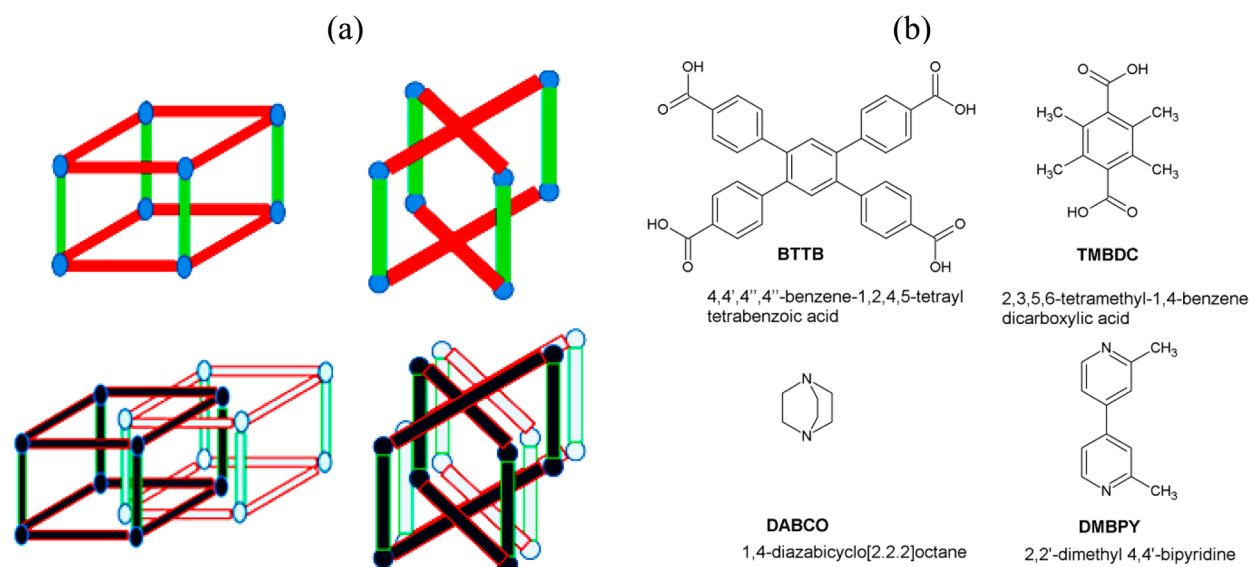 (a)
(b)
O
OH
O
OH
HO
O
O
OH
BTTB
4,4',4'',4''-benzene-1,2,4,5-tetrayl
tetrabenzoic acid
O
OH
H₃C
CH₃
H₃C
CH₃
HO
O
TMBDC
2,3,5,6-tetramethyl-1,4-benzene
dicarboxylic acid
N
N
DABCO
1,4-diazabicyclo[2.2.2]octane
N
CH₃
N
CH₃
DMBPY
2,2'-dimethyl 4,4'-bipyridine